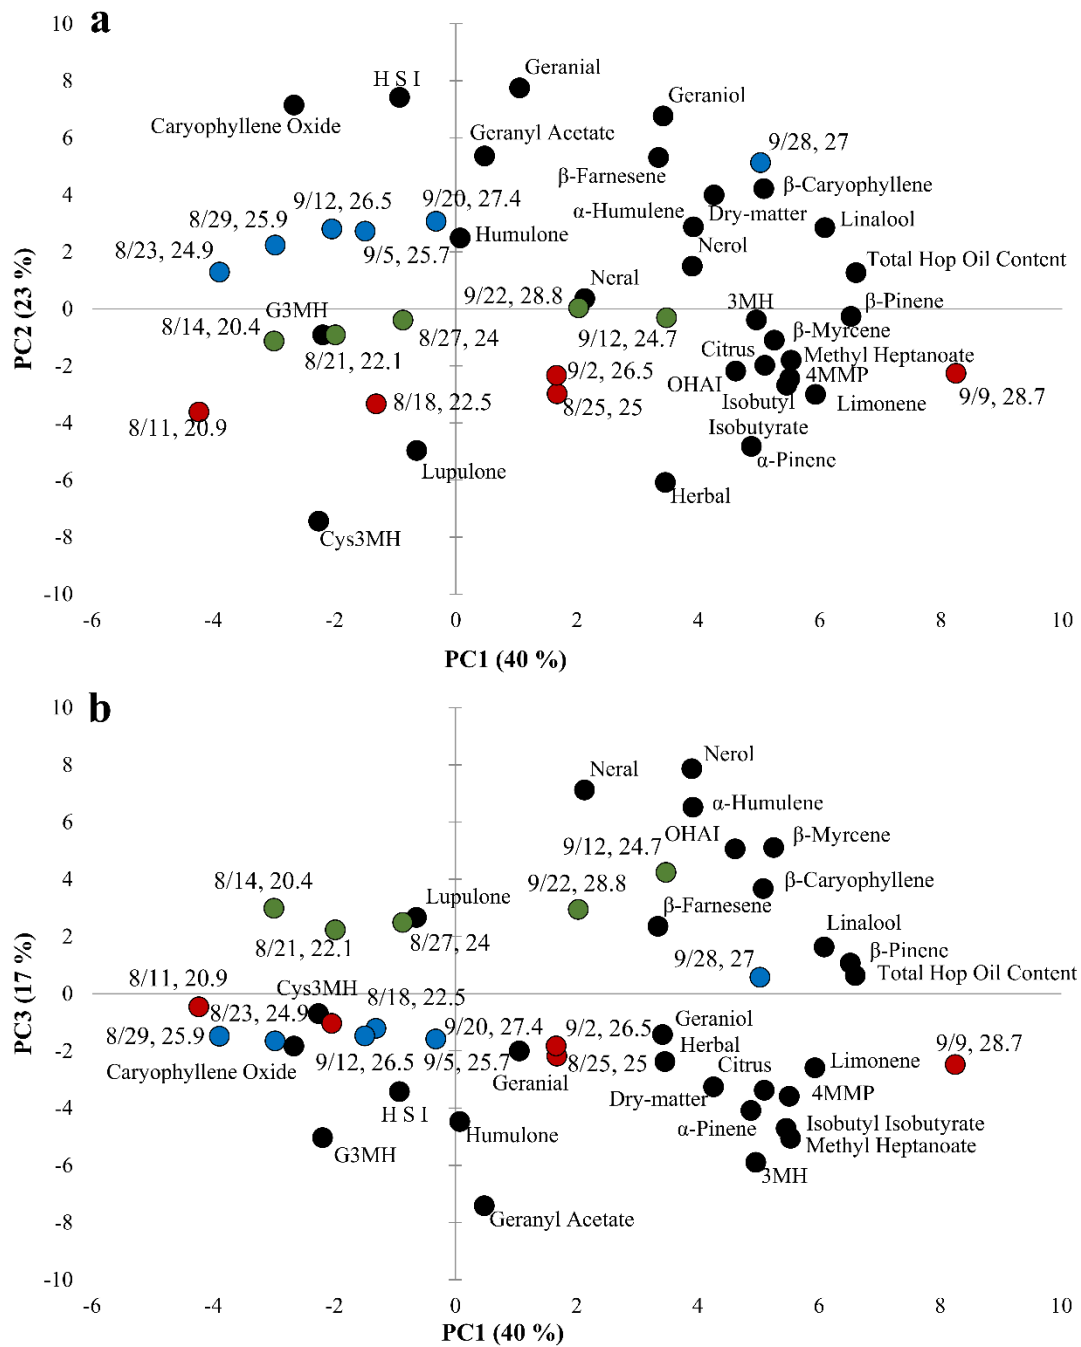 a
10
8
6
4
2
0
-2
-4
-6
-8
-10
PC2 (23 %)
Geranial
H S I
Caryophyllene Oxide
Geraniol
Geranyl Acetate
9/28, 27
β-Farnesene
β-Caryophyllene
9/12, 26.5
9/20, 27.4
α-Humulene
Dry-matter
Linalool
8/29, 25.9
Humulone
8/23, 24.9
9/5, 25.7
Nerol
Total Hop Oil Content
Neral
9/22, 28.8
G3MH
3MH
β-Pinene
8/14, 20.4
8/21, 22.1
8/27, 24
9/12, 24.7
β-Myrcene
Citrus
Methyl Heptanoate
9/2, 26.5
OHAI
4MMP
8/18, 22.5
8/25, 25
Isobutyl
Isobutyrate
Limonene
9/9, 28.7
8/11, 20.9
α-Pinene
Lupulone
Herbal
Cys3MH
-6
-4
-2
0
2
4
6
8
10
PC1 (40 %)
b
10
8
6
4
2
0
-2
-4
-6
-8
-10
PC3 (17 %)
Nerol
Neral
α-Humulene
OHAI
β-Myrcene
9/12, 24.7
8/14, 20.4
9/22, 28.8
β-Caryophyllene
Lupulone
β-Farnesene
8/21, 22.1
8/27, 24
Linalool
β-Pinene
9/28, 27
Total Hop Oil Content
8/11, 20.9
Cys3MH
8/18, 22.5
8/23, 24.9
8/29, 25.9
9/20, 27.4
9/2, 26.5
Geraniol
9/12, 26.5
9/5, 25.7
8/25, 25
Herbal
Caryophyllene Oxide
Geranial
Citrus
Limonene
9/9, 28.7
H S I
Dry-matter
4MMP
G3MH
Humulone
α-Pinene
Isobutyl Isobutyrate
Methyl Heptanoate
3MH
Geranyl Acetate
-6
-4
-2
0
2
4
6
8
10
PC1 (40 %)